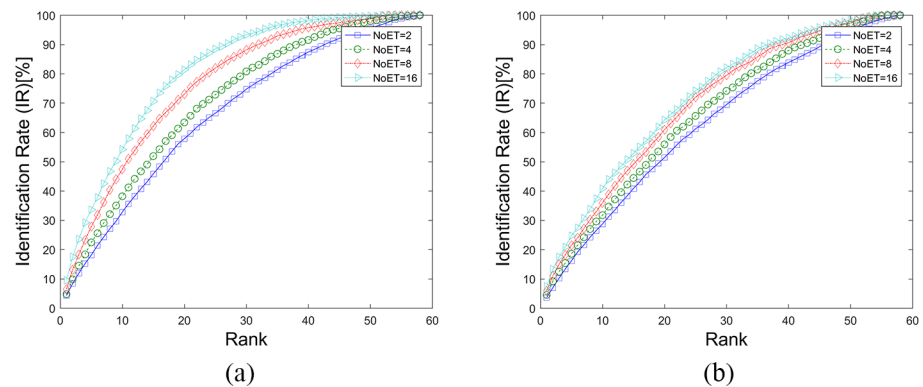 100
90
80
70
60
50
40
30
20
10
0
Identification Rate (IR)[%]
NoET=2
NoET=4
NoET=8
NoET=16
0 10 20 30 40 50 60
Rank
(a)
100
90
80
70
60
50
40
30
20
10
0
Identification Rate (IR)[%]
NoET=2
NoET=4
NoET=8
NoET=16
0 10 20 30 40 50 60
Rank
(b)